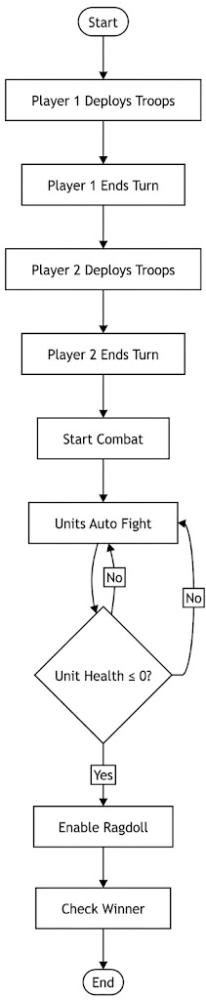 Start
Player 1 Deploys Troops
Player 1 Ends Turn
Player 2 Deploys Troops
Player 2 Ends Turn
Start Combat
Units Auto Fight
No
No
Unit Health ≤ 0?
Yes
Enable Ragdoll
Check Winner
End